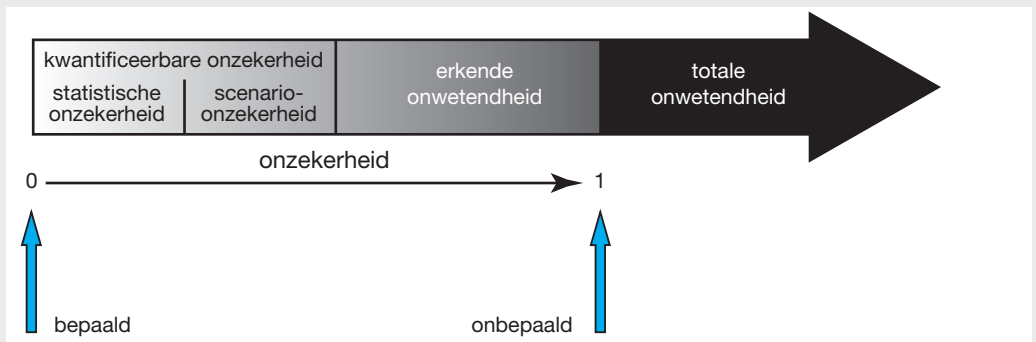 kwantificeerbare onzekerheid
statistische
onzekerheid
scenario-
onzekerheid
erkende
onwetendheid
totale
onwetendheid
onzekerheid
0
1
bepaald
onbepaald